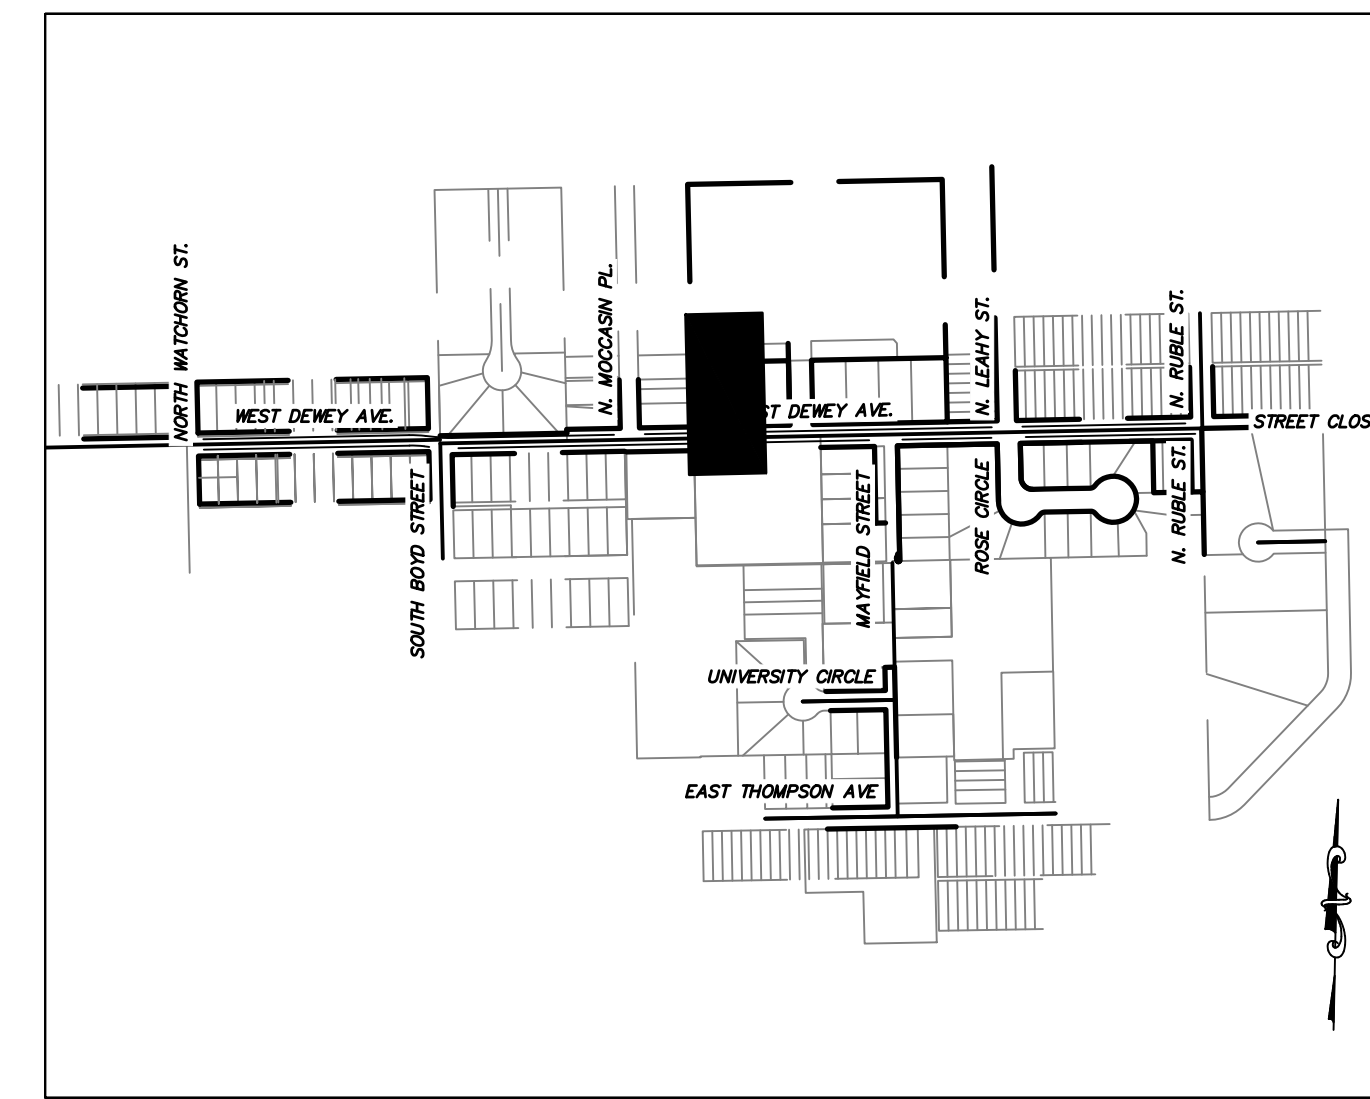 NORTH WATCHORN ST.
N. MOCCASIN PL.
N. LEAHY ST.
N. RUBLE ST.
WEST DEWEY AVE.
ST DEWEY AVE.
STREET CLOS
SOUTH BOYD STREET
MAYFIELD STREET
ROSE CIRCLE
N. RUBLE ST.
UNIVERSITY CIRCLE
EAST THOMPSON AVE